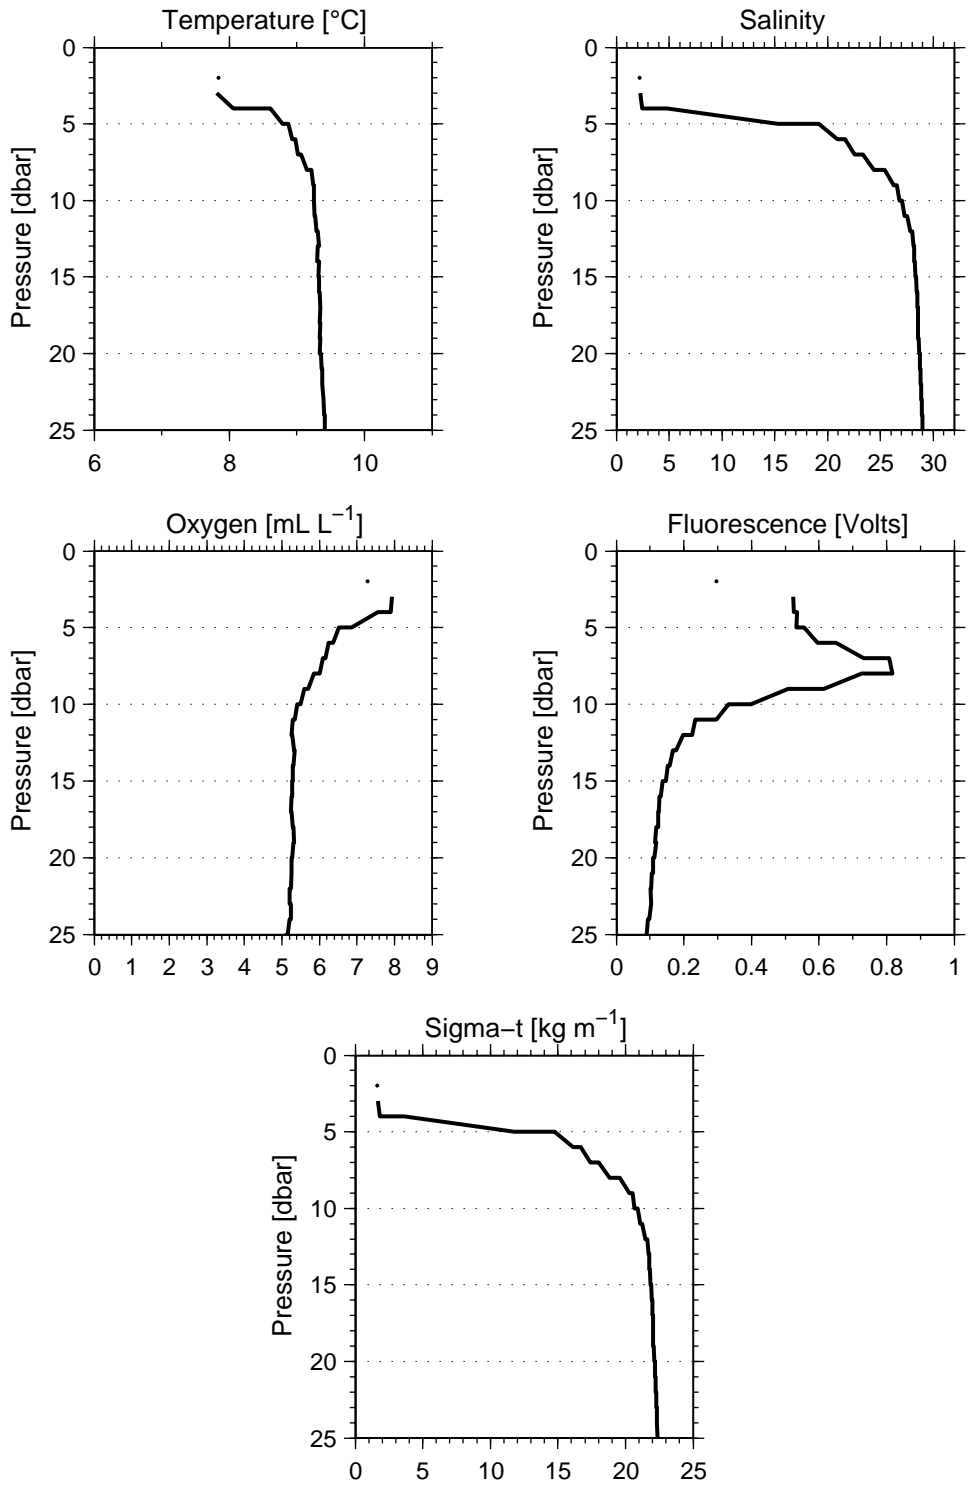 Temperature [°C]
Salinity
0
5
10
15
20
25
Pressure [dbar]
6 8 10
0
5
10
15
20
25
Pressure [dbar]
0 5 10 15 20 25 30
Oxygen [mL L−1]
Fluorescence [Volts]
0
5
10
15
20
25
Pressure [dbar]
0 1 2 3 4 5 6 7 8 9
0
5
10
15
20
25
Pressure [dbar]
0 0.2 0.4 0.6 0.8 1
Sigma−t [kg m−1]
0
5
10
15
20
25
Pressure [dbar]
0 5 10 15 20 25